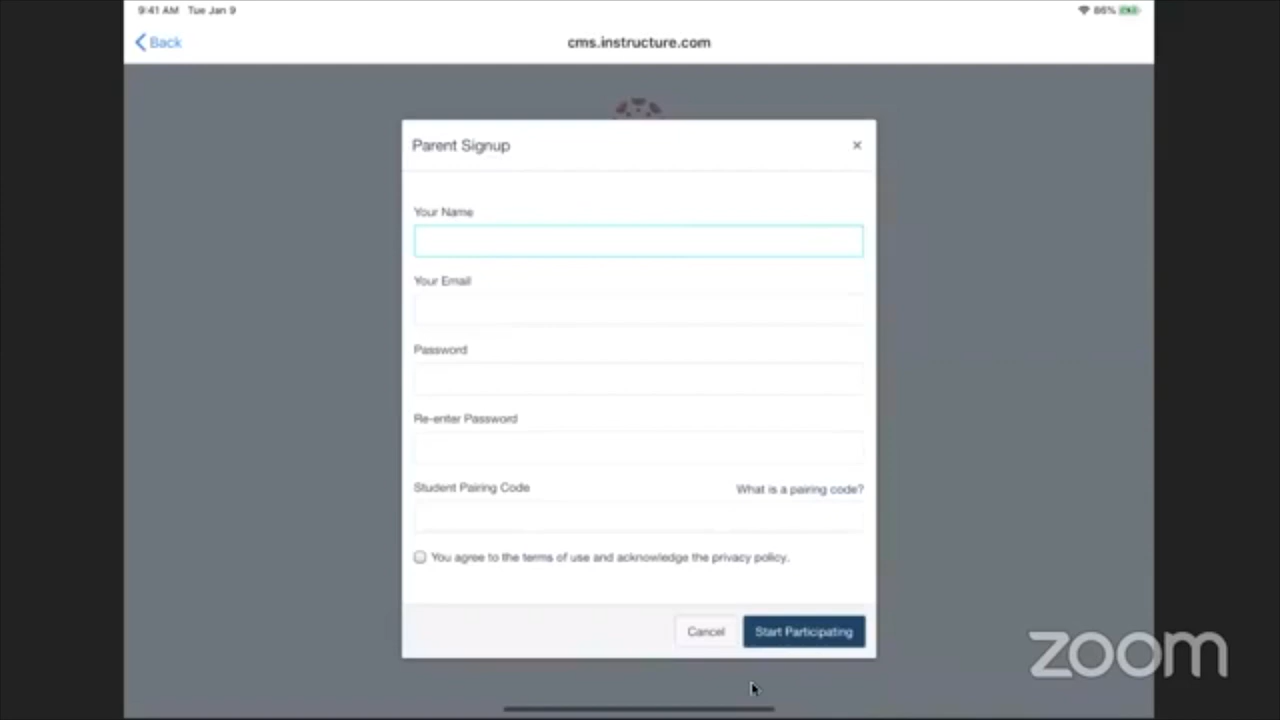 9:41 AM Tue Jan 9
86%
Back
cms.instructure.com
Parent Signup
×
Your Name
Your Email
Password
Re-enter Password
Student Pairing Code
What is a pairing code?
You agree to the terms of use and acknowledge the privacy policy.
Cancel
Start Participating
zoom